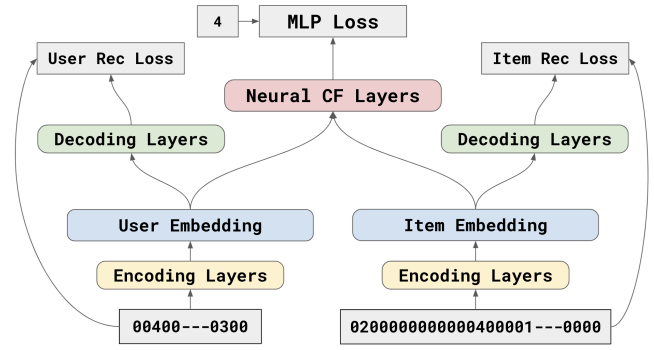 4
MLP Loss
User Rec Loss
Item Rec Loss
Neural CF Layers
Decoding Layers
Decoding Layers
User Embedding
Item Embedding
Encoding Layers
Encoding Layers
00400---0300
0200000000000400001---0000